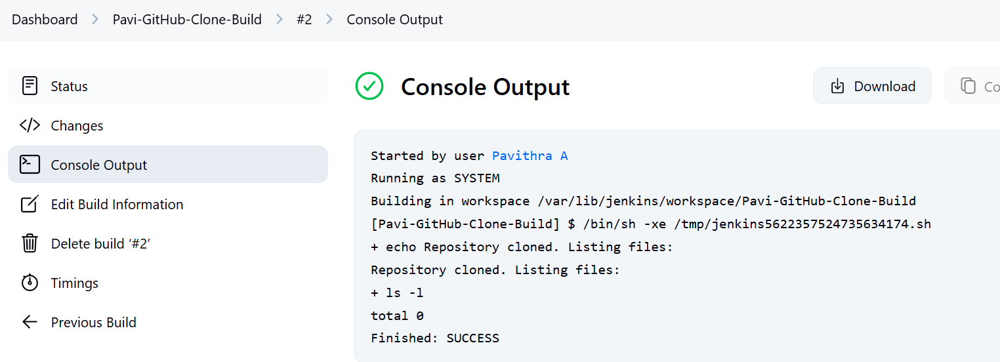 Dashboard > Pavi-GitHub-Clone-Build > #2 > Console Output
Status
Changes
Console Output
Edit Build Information
Delete build ‘#2’
Timings
Previous Build
Console Output
Download
Co
Started by user Pavithra A
Running as SYSTEM
Building in workspace /var/lib/jenkins/workspace/Pavi-GitHub-Clone-Build
[Pavi-GitHub-Clone-Build] $ /bin/sh -xe /tmp/jenkins5622357524735634174.sh
+ echo Repository cloned. Listing files:
Repository cloned. Listing files:
+ ls -l
total 0
Finished: SUCCESS